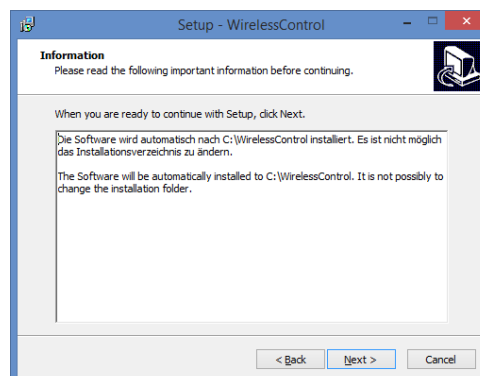 Setup - WirelessControl
Information
Please read the following important information before continuing.
When you are ready to continue with Setup, click Next.
Die Software wird automatisch nach C:\WirelessControl installiert. Es ist nicht möglich
das Installationsverzeichnis zu ändern.
The Software will be automatically installed to C:\WirelessControl. It is not possibly to
change the installation folder.
< Back
Next >
Cancel